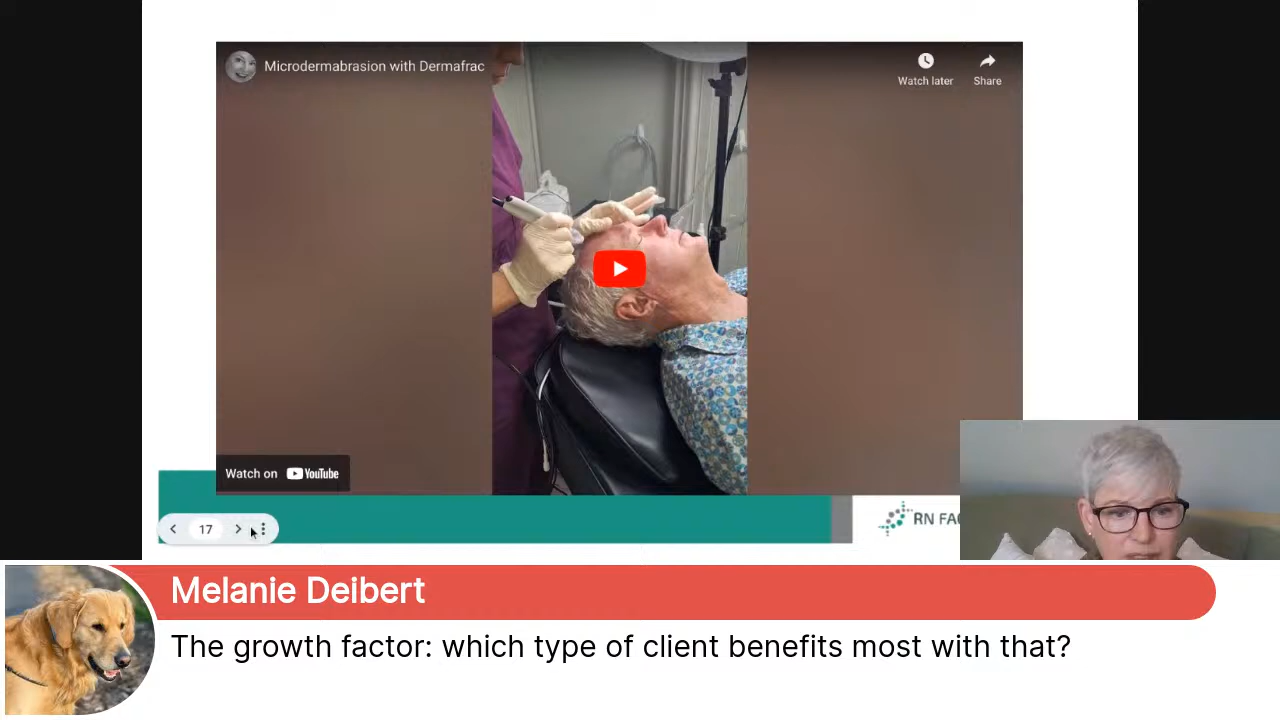 Microdermabrasion with Dermafrac
Watch later
Share
Watch on YouTube
17
RN FAC
Melanie Deibert
The growth factor: which type of client benefits most with that?